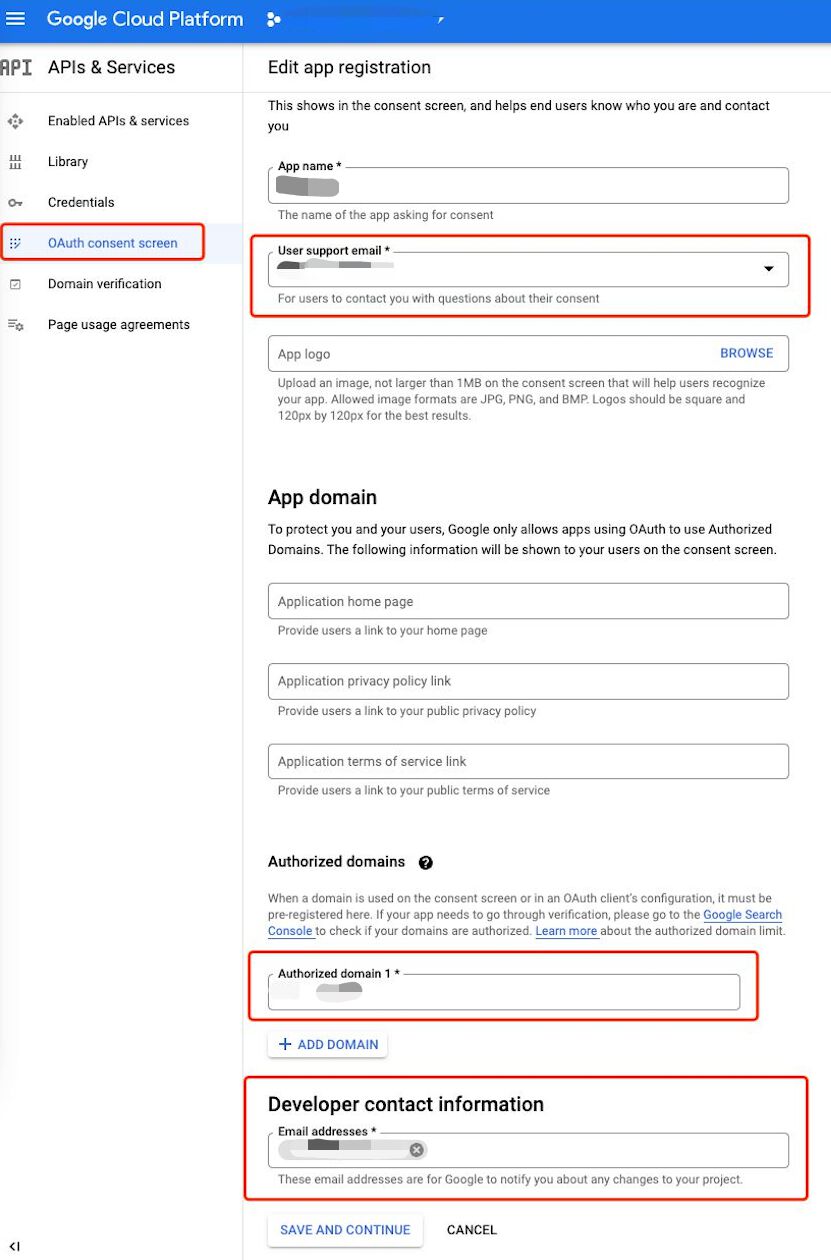 Google Cloud Platform
API APIs & Services
Edit app registration
Enabled APIs & services
Library
Credentials
OAuth consent screen
Domain verification
Page usage agreements
This shows in the consent screen, and helps end users know who you are and contact
you
App name *
The name of the app asking for consent
User support email *
For users to contact you with questions about their consent
App logo
BROWSE
Upload an image, not larger than 1MB on the consent screen that will help users recognize
your app. Allowed image formats are JPG, PNG, and BMP. Logos should be square and
120px by 120px for the best results.
App domain
To protect you and your users, Google only allows apps using OAuth to use Authorized
Domains. The following information will be shown to your users on the consent screen.
Application home page
Provide users a link to your home page
Application privacy policy link
Provide users a link to your public privacy policy
Application terms of service link
Provide users a link to your public terms of service
Authorized domains
When a domain is used on the consent screen or in an OAuth client's configuration, it must be
pre-registered here. If your app needs to go through verification, please go to the Google Search
Console to check if your domains are authorized. Learn more about the authorized domain limit.
Authorized domain 1 *
+ ADD DOMAIN
Developer contact information
Email addresses *
These email addresses are for Google to notify you about any changes to your project.
SAVE AND CONTINUE
CANCEL